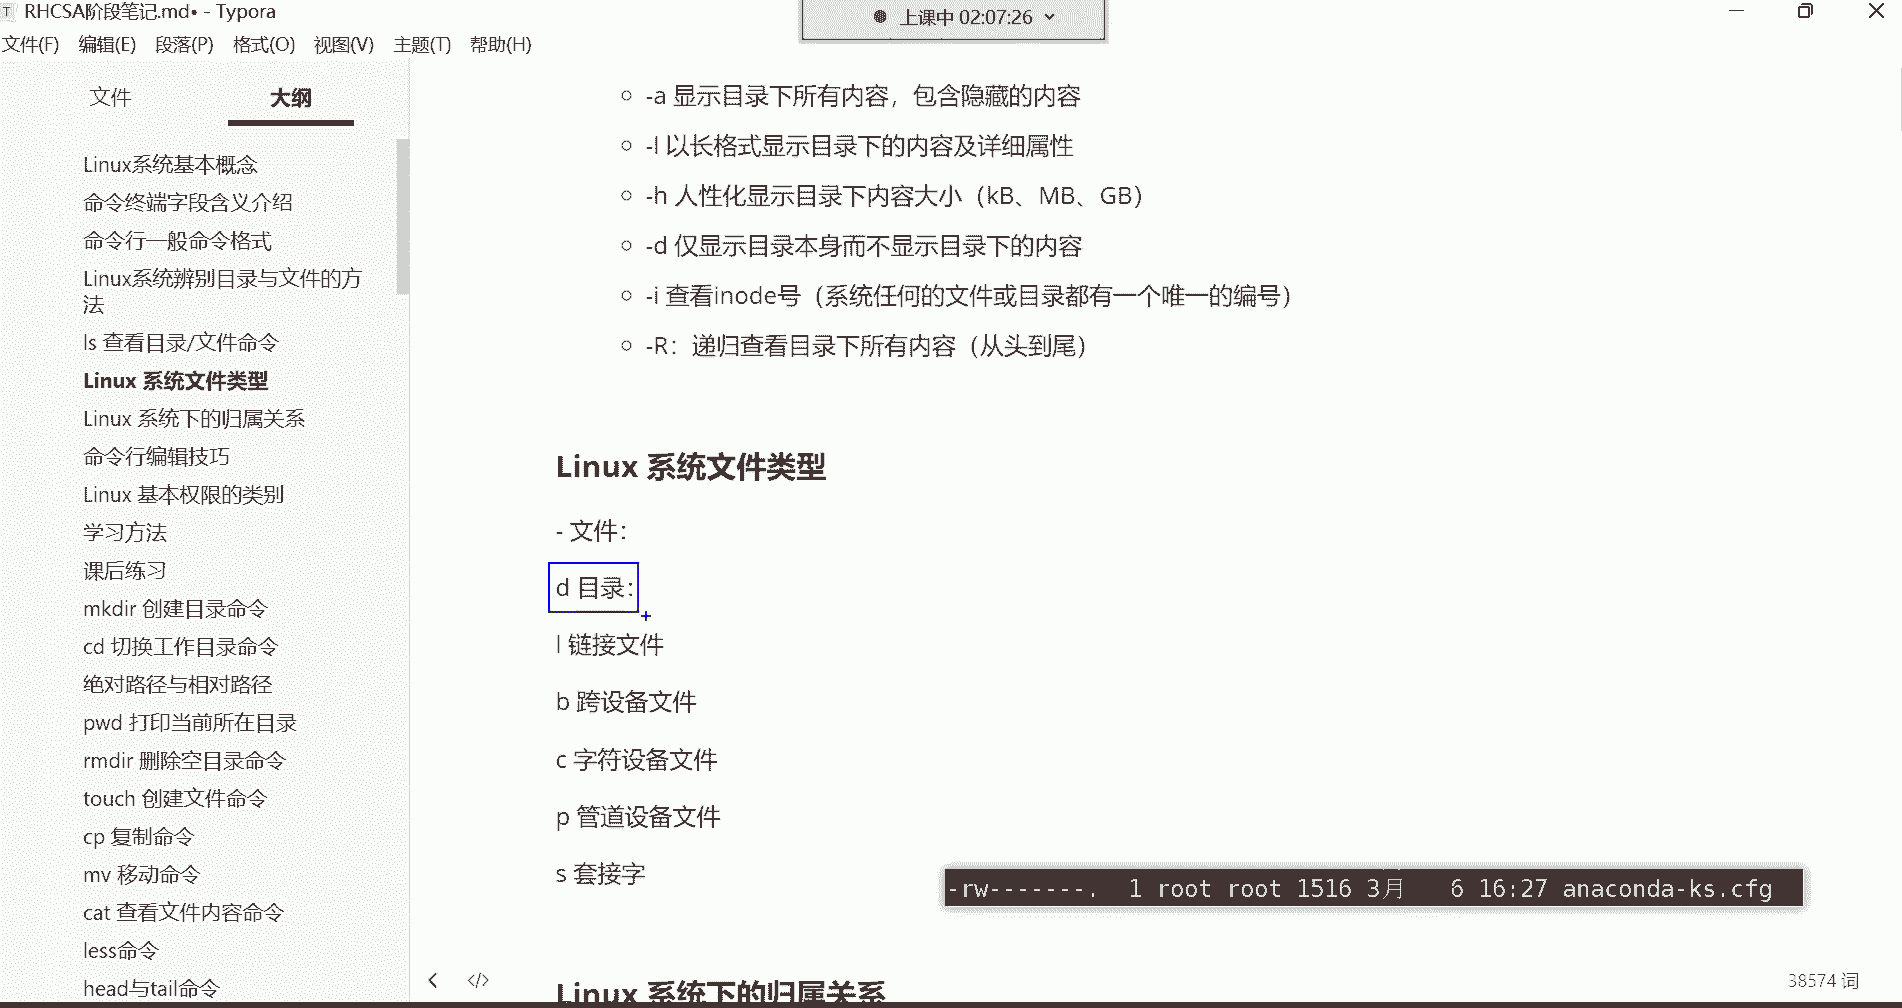 RHCSA阶段笔记.md• - Typora
上课中 02:07:26
文件(F) 编辑(E) 段落(P) 格式(O) 视图(V) 主题(T) 帮助(H)
文件 大纲
Linux系统基本概念
命令终端字段含义介绍
命令行一般命令格式
Linux系统辨别目录与文件的方
法
ls 查看目录/文件命令
Linux 系统文件类型
Linux 系统下的归属关系
命令行编辑技巧
Linux 基本权限的类别
学习方法
课后练习
mkdir 创建目录命令
cd 切换工作目录命令
绝对路径与相对路径
pwd 打印当前所在目录
rmdir 删除空目录命令
touch 创建文件命令
cp 复制命令
mv 移动命令
cat 查看文件内容命令
less命令
head与tail命令
-a 显示目录下所有内容，包含隐藏的内容
-l 以长格式显示目录下的内容及详细属性
-h 人性化显示目录下内容大小（kB、MB、GB）
-d 仅显示目录本身而不显示目录下的内容
-i 查看inode号（系统任何的文件或目录都有一个唯一的编号）
-R：递归查看目录下所有内容（从头到尾）
Linux 系统文件类型
- 文件：
d 目录：
l 链接文件
b 跨设备文件
c 字符设备文件
p 管道设备文件
s 套接字
-rw-------. 1 root root 1516 3月 6 16:27 anaconda-ks.cfg
Linux 系统下的归属关系
38574 词